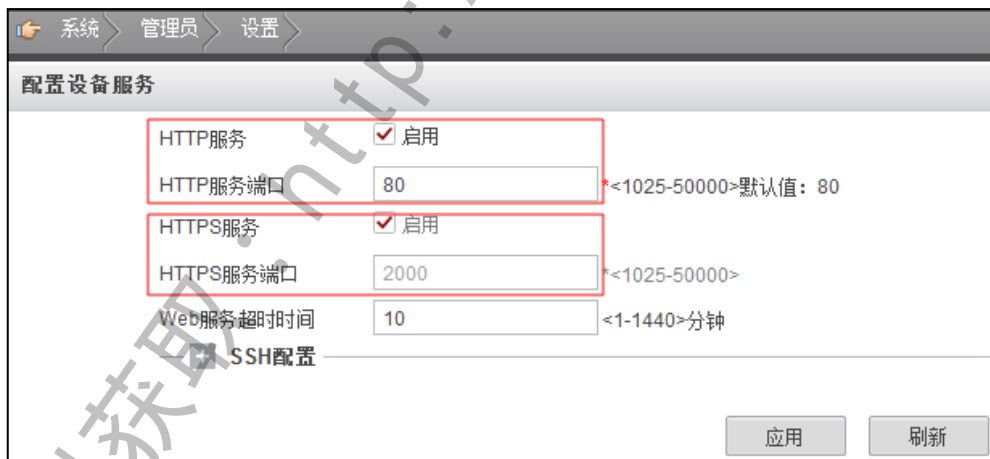 系统 管理员 设置
配置设备服务
HTTP服务 启用
HTTP服务端口 80 *<1025-50000>默认值：80
HTTPS服务 启用
HTTPS服务端口 2000 *<1025-50000>
Web服务超时时间 10 <1-1440>分钟
SSH配置
应用 刷新
获取：http: